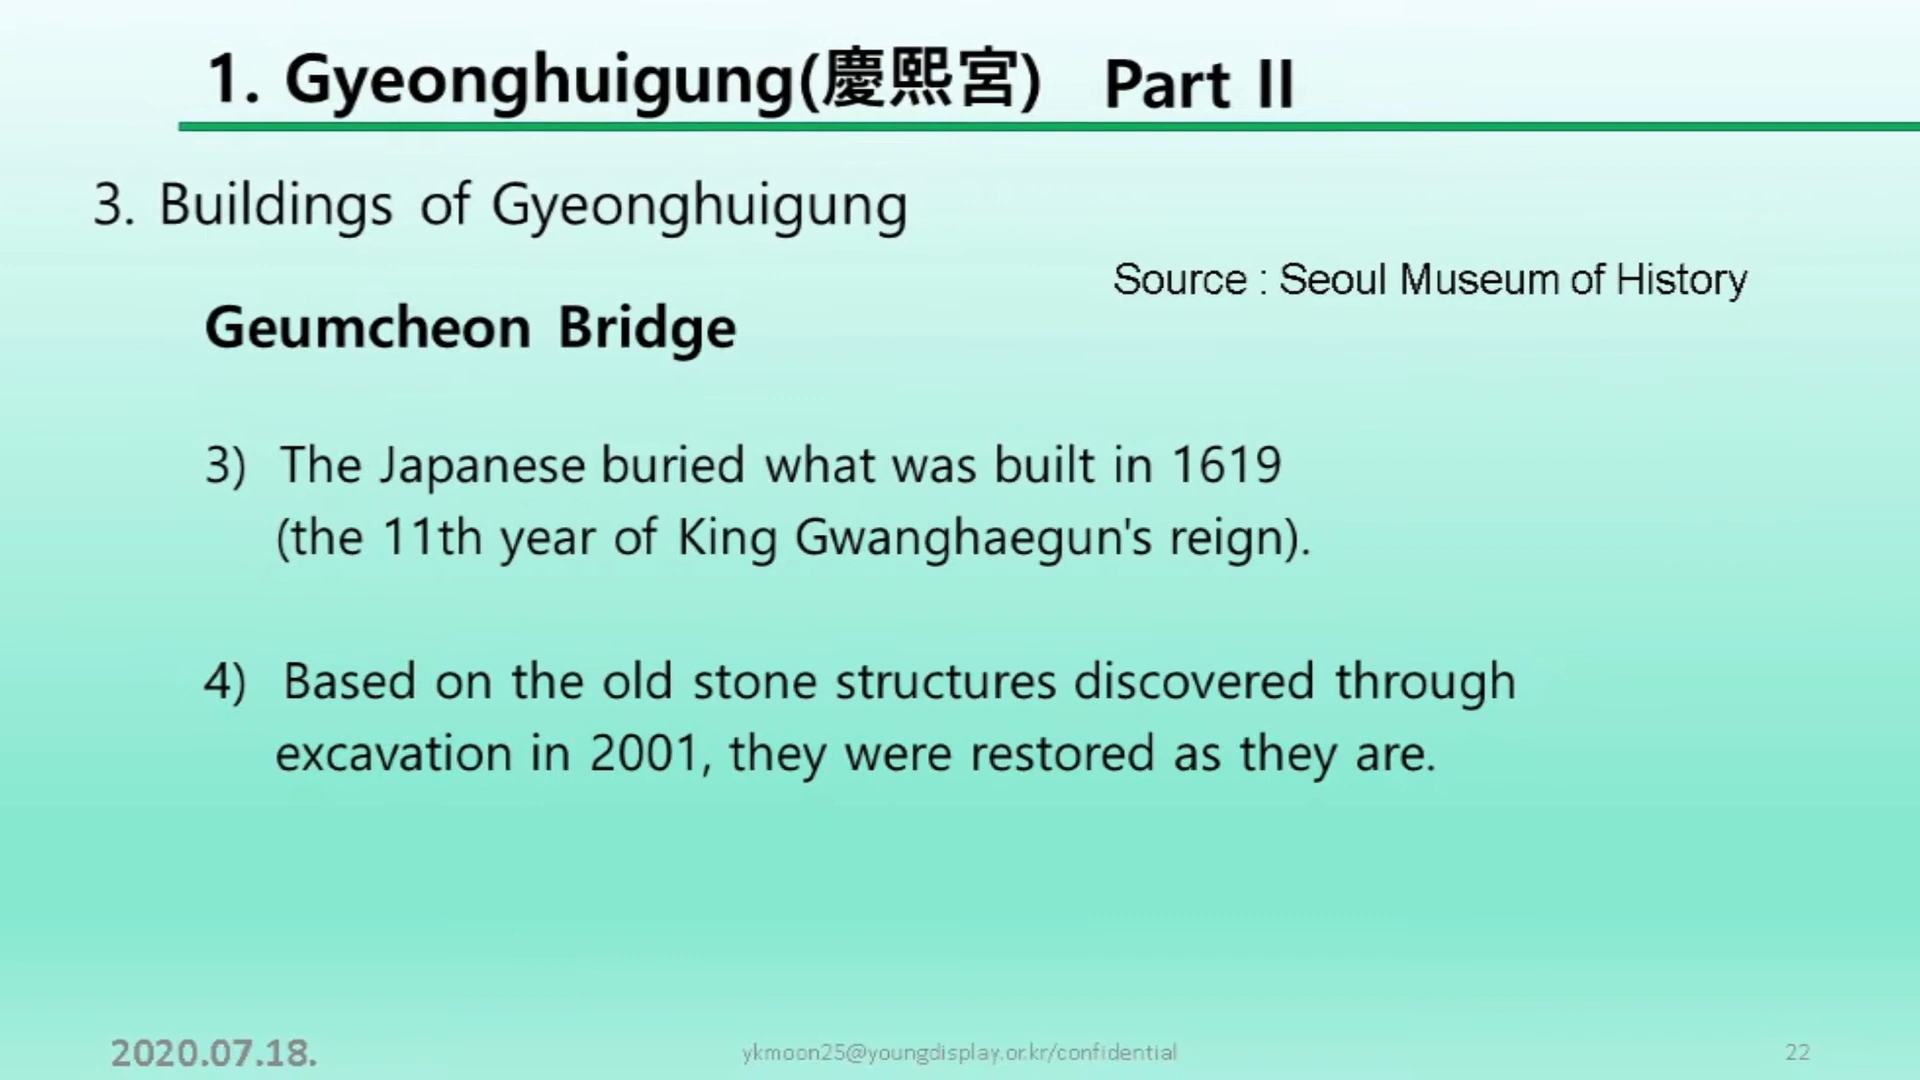 1. Gyeonghuigung(慶熙宮) Part II
3. Buildings of Gyeonghuigung
Source : Seoul Museum of History
Geumcheon Bridge
3) The Japanese buried what was built in 1619
(the 11th year of King Gwanghaegun's reign).
4) Based on the old stone structures discovered through
excavation in 2001, they were restored as they are.
2020.07.18.
ykmoon25@youngdisplay.or.kr/confidential
22